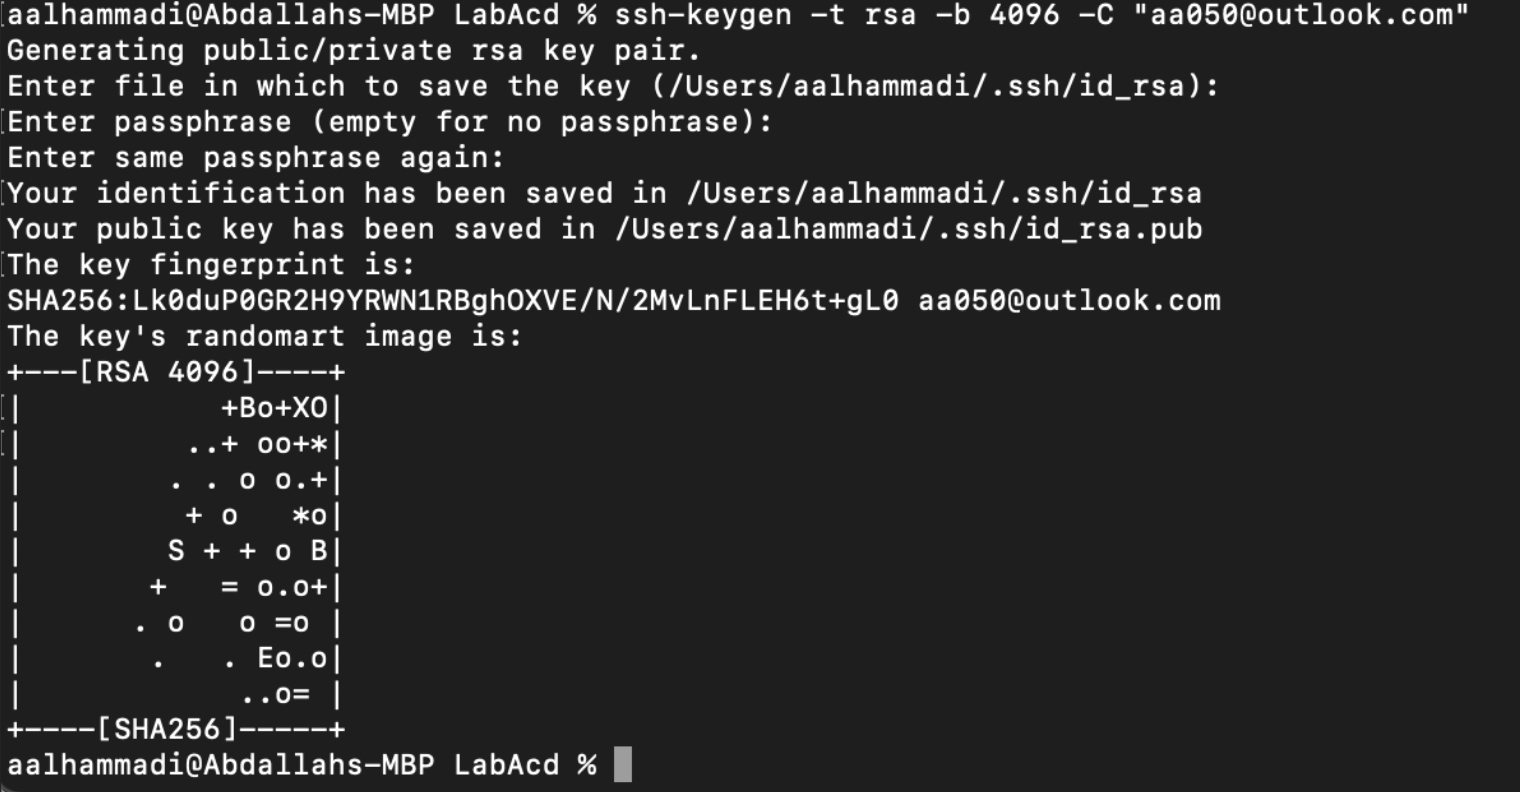 aalhammadi@Abdallahs-MBP LabAcd % ssh-keygen -t rsa -b 4096 -C "aa050@outlook.com"
Generating public/private rsa key pair.
Enter file in which to save the key (/Users/aalhammadi/.ssh/id_rsa):
Enter passphrase (empty for no passphrase):
Enter same passphrase again:
Your identification has been saved in /Users/aalhammadi/.ssh/id_rsa
Your public key has been saved in /Users/aalhammadi/.ssh/id_rsa.pub
The key fingerprint is:
SHA256:Lk0duP0GR2H9YRWN1RBghOXVE/N/2MvLnFLEH6t+gL0 aa050@outlook.com
The key's randomart image is:
+---[RSA 4096]----+
|           +Bo+XO|
|         ..+ oo+*|
|        . . o o.+|
|         + o   *o|
|        S + + o B|
|       +   = o.o+|
|      . o   o =o |
|       .   . Eo.o|
|            ..o= |
+----[SHA256]-----+
aalhammadi@Abdallahs-MBP LabAcd %